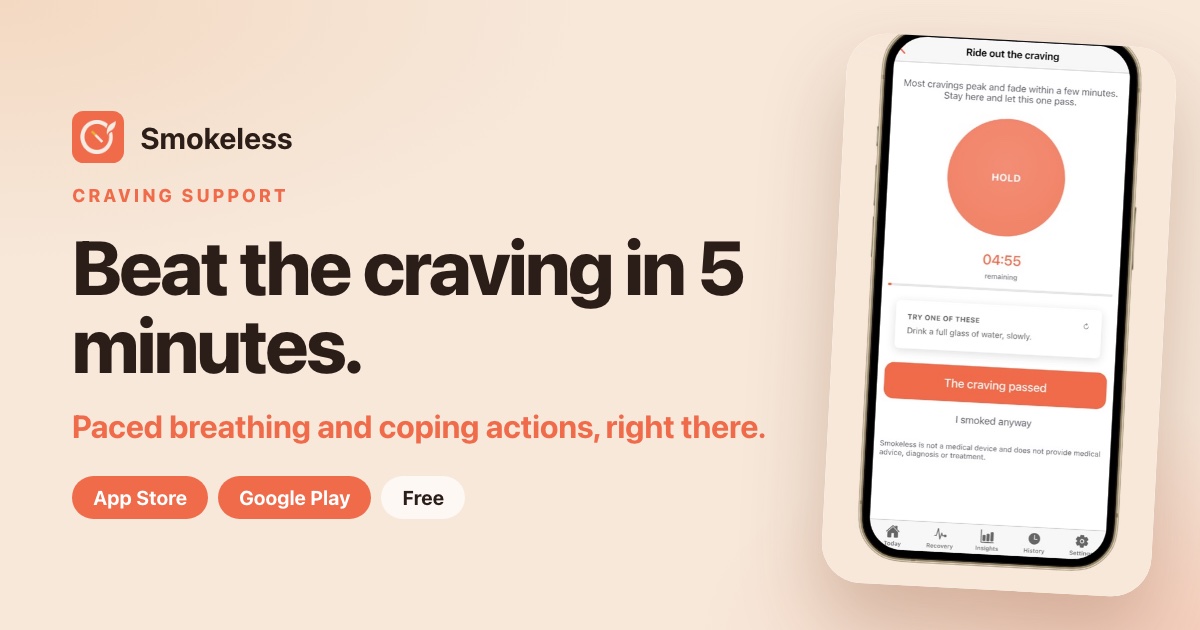 Smokeless
CRAVING SUPPORT
Beat the craving in 5
minutes.
Paced breathing and coping actions, right there.
App Store
Google Play
Free
Ride out the craving
Most cravings peak and fade within a few minutes.
Stay here and let this one pass.
HOLD
04:55
remaining
TRY ONE OF THESE
Drink a full glass of water, slowly.
The craving passed
I smoked anyway
Smokeless is not a medical device and does not provide medical
advice, diagnosis or treatment.
Today
Recovery
Insights
History
Settings